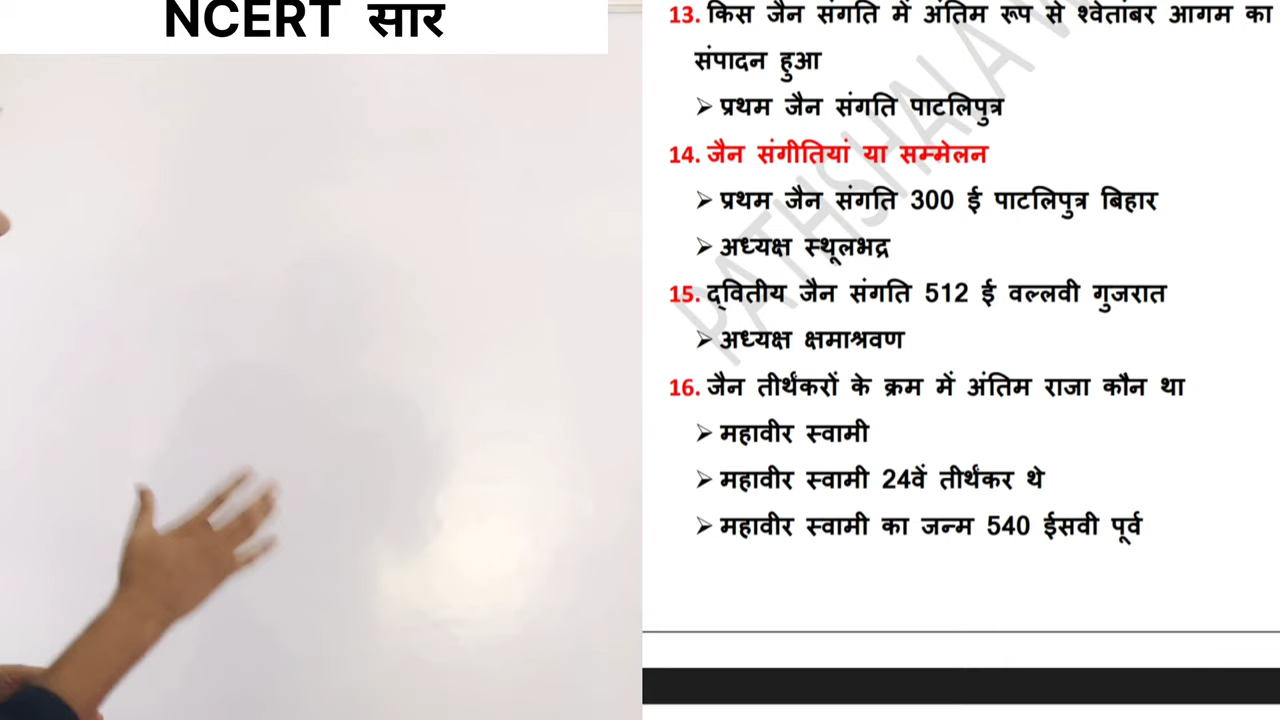 NCERT सार
13. किस जैन संगति में अंतिम रूप से श्वेतांबर आगम का
संपादन हुआ
➢ प्रथम जैन संगति पाटलिपुत्र
14. जैन संगीतियां या सम्मेलन
➢ प्रथम जैन संगति 300 ई पाटलिपुत्र बिहार
➢ अध्यक्ष स्थूलभद्र
15. द्वितीय जैन संगति 512 ई वल्लवी गुजरात
➢ अध्यक्ष क्षमाश्रवण
16. जैन तीर्थंकरों के क्रम में अंतिम राजा कौन था
➢ महावीर स्वामी
➢ महावीर स्वामी 24वें तीर्थंकर थे
➢ महावीर स्वामी का जन्म 540 ईसवी पूर्व
PATHSHALA